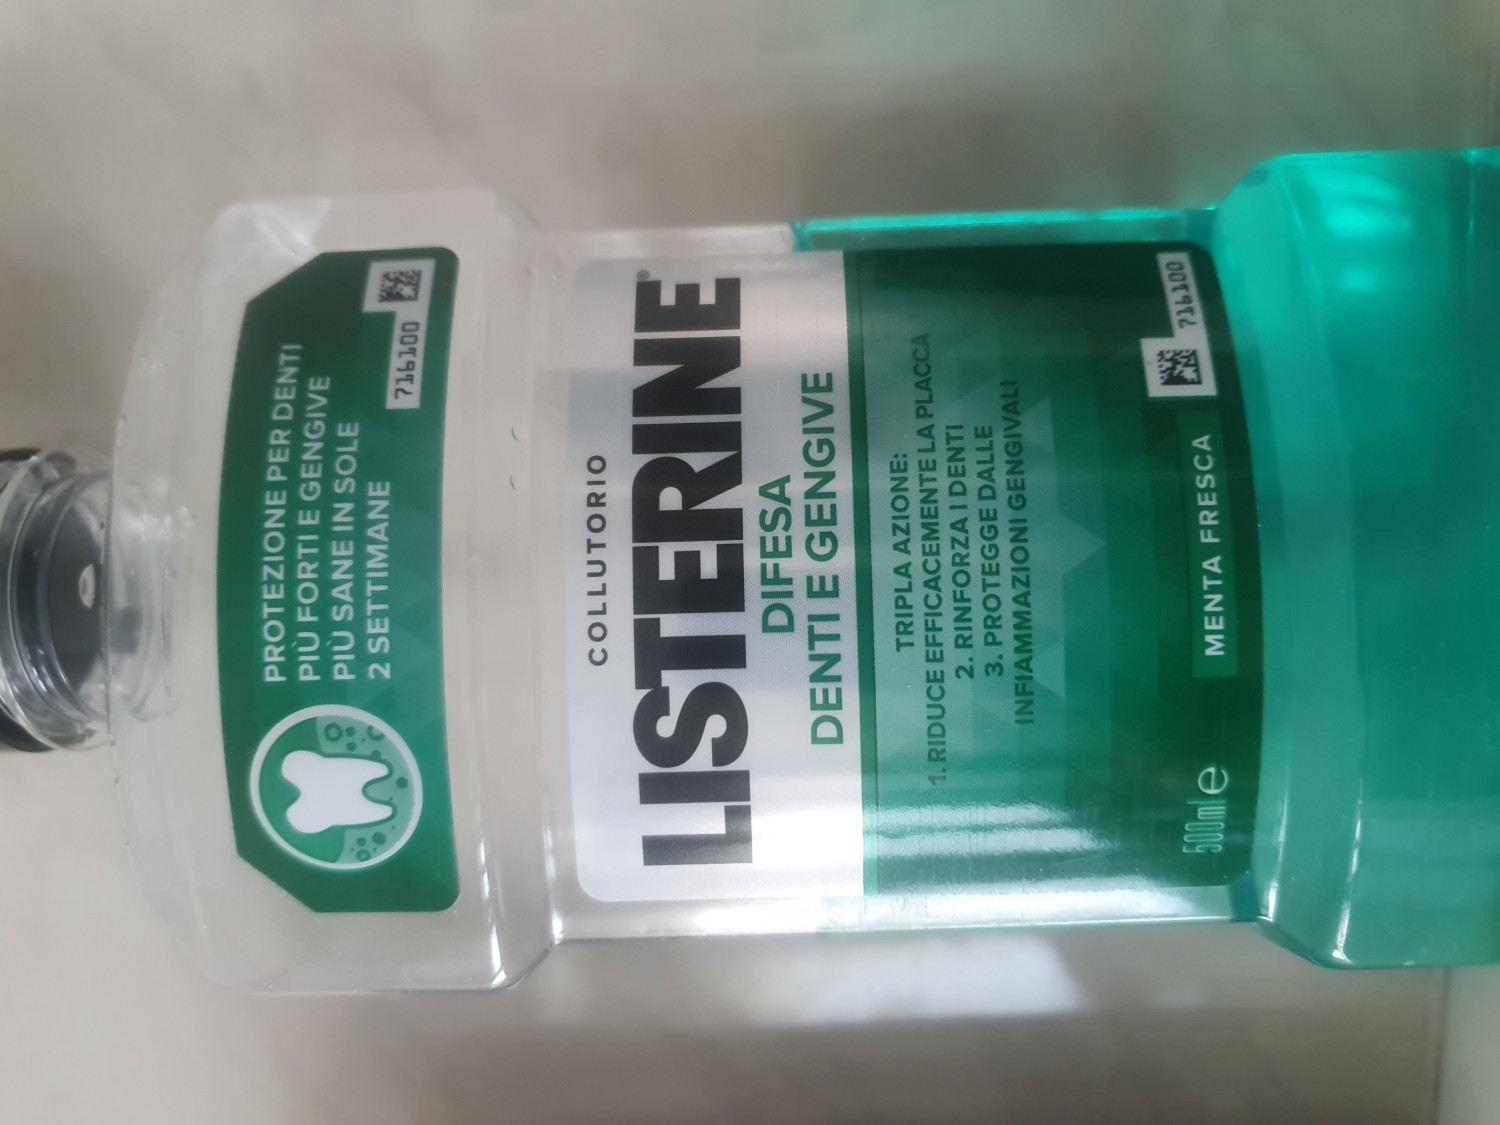 PROTEZIONE PER DENTI
PIÙ FORTI E GENGIVE
PIÙ SANE IN SOLE
2 SETTIMANE
716100
COLLUTORIO
LISTERINE®
DIFESA
DENTI E GENGIVE
TRIPLA AZIONE:
1. RIDUCE EFFICACEMENTE LA PLACCA
2. RINFORZA I DENTI
3. PROTEGGE DALLE
INFIAMMAZIONI GENGIVALI
MENTA FRESCA
716100
500ml e